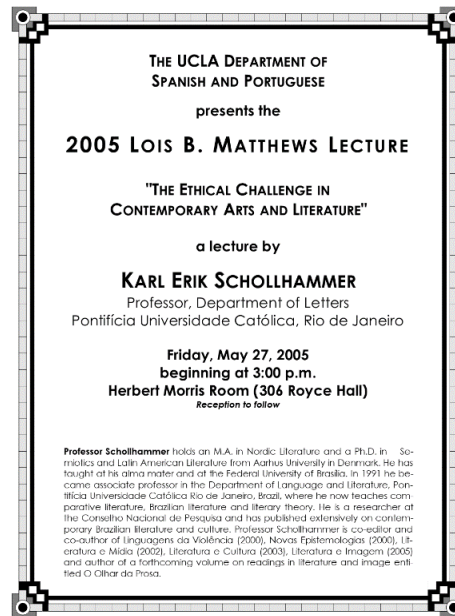 THE UCLA DEPARTMENT OF
SPANISH AND PORTUGUESE
presents the
2005 LOIS B. MATTHEWS LECTURE
"THE ETHICAL CHALLENGE IN
CONTEMPORARY ARTS AND LITERATURE"
a lecture by
KARL ERIK SCHOLLHAMMER
Professor, Department of Letters
Pontifícia Universidade Católica, Rio de Janeiro
Friday, May 27, 2005
beginning at 3:00 p.m.
Herbert Morris Room (306 Royce Hall)
Reception to follow
Professor Schollhammer holds an M.A. in Nordic Literature and a Ph.D. in Se-
miotics and Latin American Literature from Aarhus University in Denmark. He has
taught at his alma mater and at the Federal University of Brasília. In 1991 he be-
came associate professor in the Department of Language and Literature, Pon-
tifícia Universidade Católica Rio de Janeiro, Brazil, where he now teaches com-
parative literature, Brazilian literature and literary theory. He is a researcher at
the Conselho Nacional de Pesquisa and has published extensively on contem-
porary Brazilian literature and culture. Professor Schollhammer is co-editor and
co-author of Linguagens da Violência (2000), Novas Epistemologias (2000), Lit-
eratura e Mídia (2002), Literatura e Cultura (2003), Literatura e Imagem (2005)
and author of a forthcoming volume on readings in literature and image enti-
tled O Olhar da Prosa.